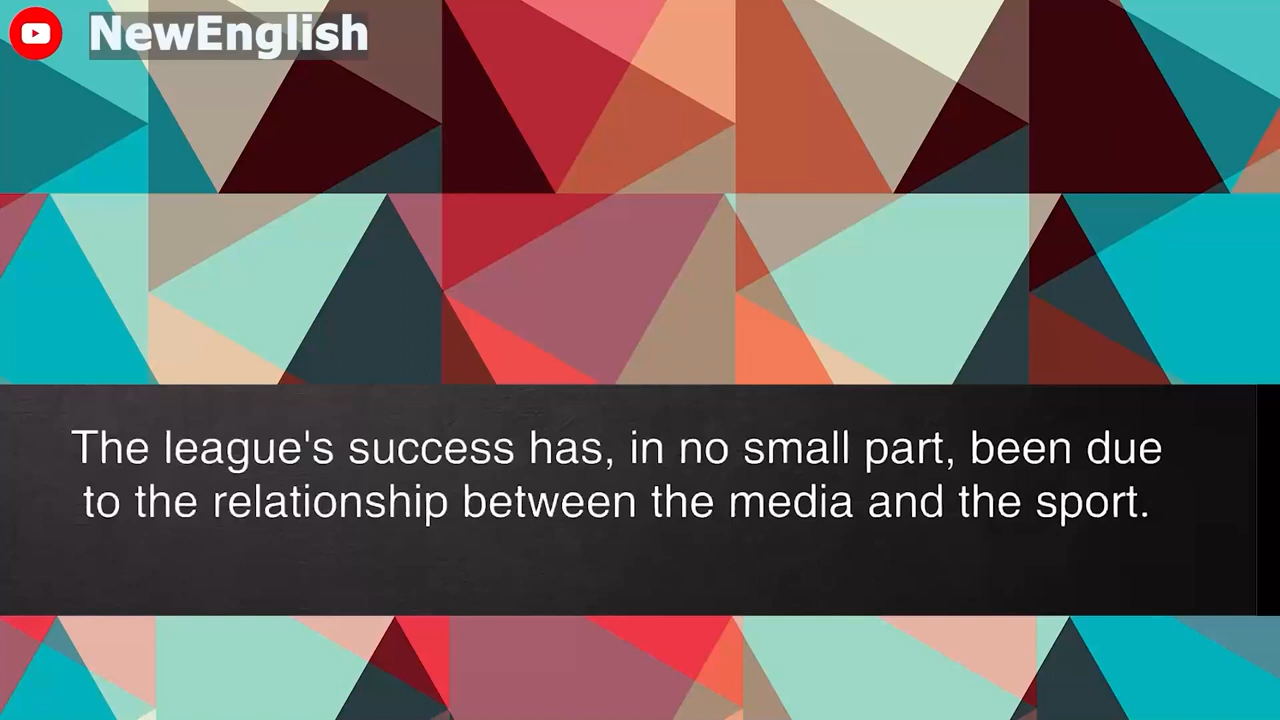 NewEnglish
The league's success has, in no small part, been due
to the relationship between the media and the sport.